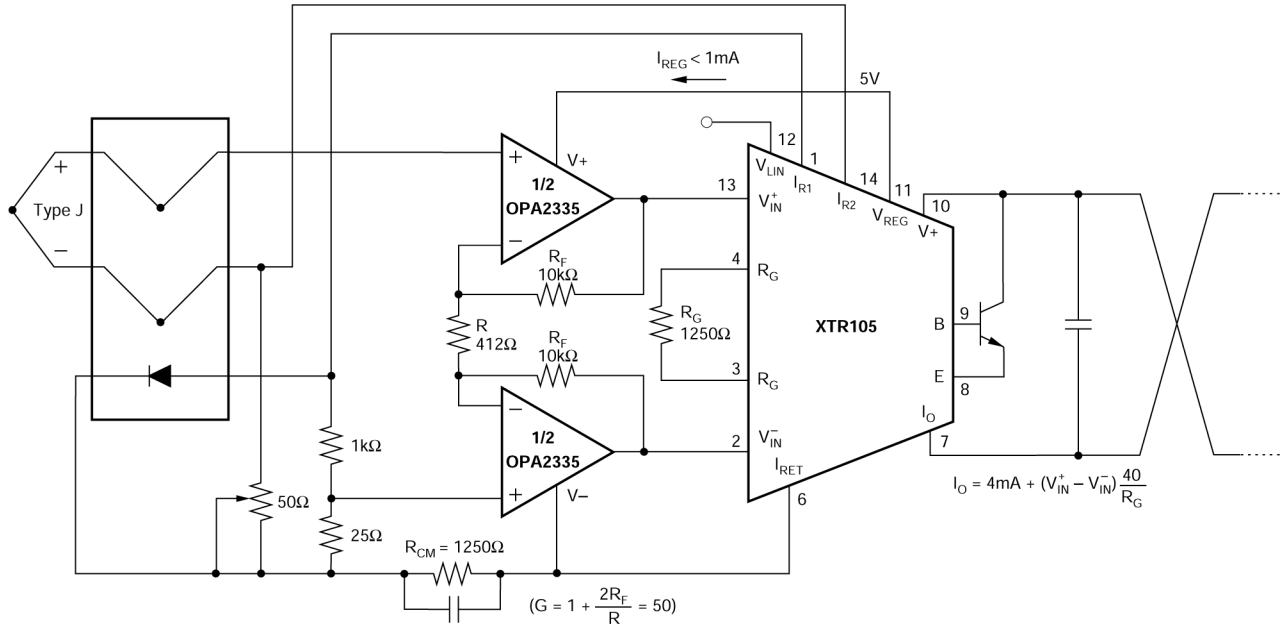 I_REG < 1mA
5V
12
1
14
11
10
V_LIN
I_R1
I_R2
V_REG
V+
+
Type J
−
+
V+
1/2
OPA2335
−
13
V_IN^+
R_F
10kΩ
4
R_G
R
412Ω
R_G
1250Ω
XTR105
B
9
R_F
10kΩ
3
R_G
E
8
−
1/2
OPA2335
+
V−
2
V_IN^−
I_RET
I_O
7
6
1kΩ
50Ω
25Ω
R_CM = 1250Ω
I_O = 4mA + (V_IN^+ − V_IN^−) 40/R_G
(G = 1 + 2R_F/R = 50)